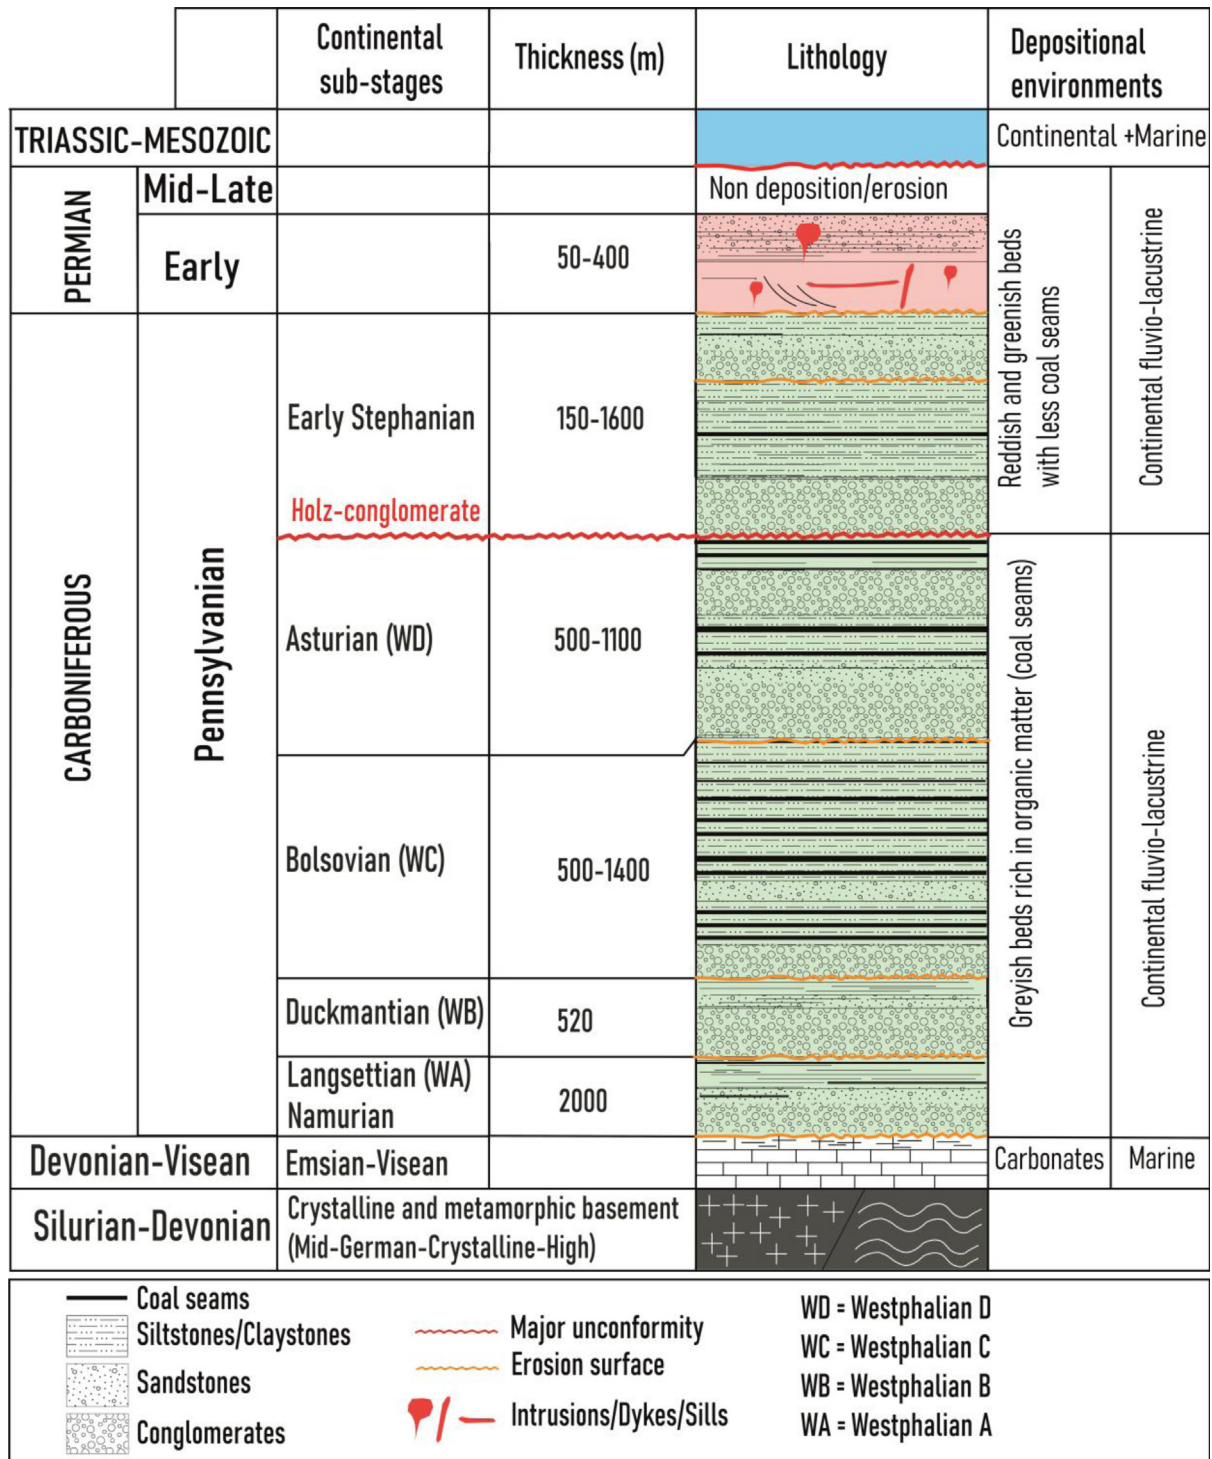 Continental
sub-stages
Thickness (m)
Lithology
Depositional
environments
TRIASSIC-MESOZOIC
Continental +Marine
PERMIAN
Mid-Late
Non deposition/erosion
Early
50-400
Reddish and greenish beds
with less coal seams
Continental fluvio-lacustrine
CARBONIFEROUS
Pennsylvanian
Early Stephanian
150-1600
Holz-conglomerate
Asturian (WD)
500-1100
Greyish beds rich in organic matter (coal seams)
Continental fluvio-lacustrine
Bolsovian (WC)
500-1400
Duckmantian (WB)
520
Langsettian (WA)
Namurian
2000
Devonian-Visean
Emsian-Visean
Carbonates
Marine
Silurian-Devonian
Crystalline and metamorphic basement
(Mid-German-Crystalline-High)
Coal seams
Siltstones/Claystones
Sandstones
Conglomerates
Major unconformity
Erosion surface
Intrusions/Dykes/Sills
WD = Westphalian D
WC = Westphalian C
WB = Westphalian B
WA = Westphalian A